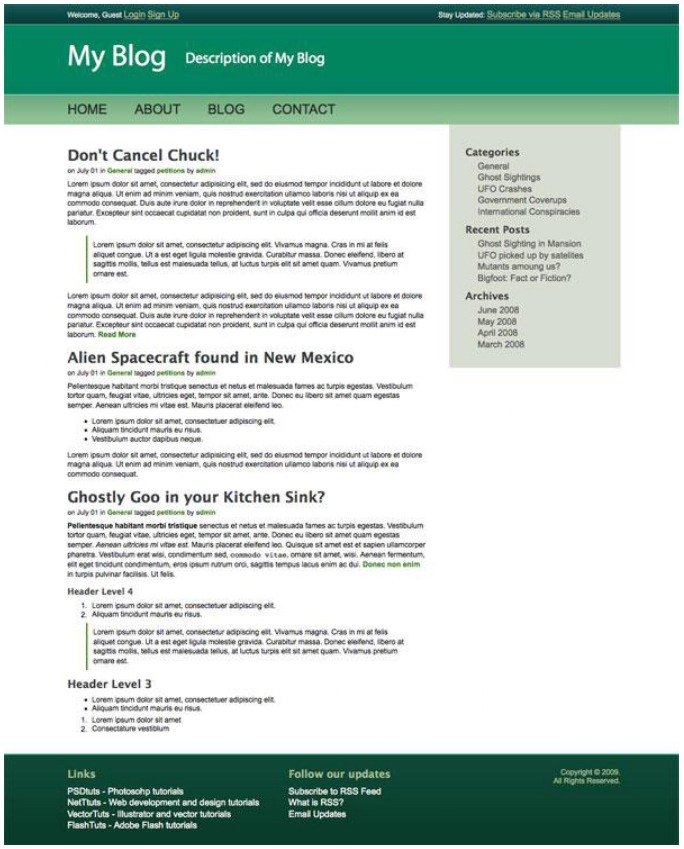 Welcome, Guest Login Sign Up
Stay Updated: Subscribe via RSS Email Updates
My Blog Description of My Blog
HOME ABOUT BLOG CONTACT
Don't Cancel Chuck!
on July 01 in General tagged petitions by admin
Lorem ipsum dolor sit amet, consectetur adipisicing elit, sed do eiusmod tempor incididunt ut labore et dolore
magna aliqua. Ut enim ad minim veniam, quis nostrud exercitation ullamco laboris nisi ut aliquip ex ea
commodo consequat. Duis aute irure dolor in reprehenderit in voluptate velit esse cillum dolore eu fugiat nulla
pariatur. Excepteur sint occaecat cupidatat non proident, sunt in culpa qui officia deserunt mollit anim id est
laborum.
Lorem ipsum dolor sit amet, consectetur adipiscing elit. Vivamus magna. Cras in mi at felis
aliquet congue. Ut a est eget ligula molestie gravida. Curabitur massa. Donec eleifend, libero at
sagittis mollis, tellus est malesuada tellus, at luctus turpis elit sit amet quam. Vivamus pretium
ornare est.
Lorem ipsum dolor sit amet, consectetur adipisicing elit, sed do eiusmod tempor incididunt ut labore et dolore
magna aliqua. Ut enim ad minim veniam, quis nostrud exercitation ullamco laboris nisi ut aliquip ex ea
commodo consequat. Duis aute irure dolor in reprehenderit in voluptate velit esse cillum dolore eu fugiat nulla
pariatur. Excepteur sint occaecat cupidatat non proident, sunt in culpa qui officia deserunt mollit anim id est
laborum. Read More
Alien Spacecraft found in New Mexico
on July 01 in General tagged petitions by admin
Pellentesque habitant morbi tristique senectus et netus et malesuada fames ac turpis egestas. Vestibulum
tortor quam, feugiat vitae, ultricies eget, tempor sit amet, ante. Donec eu libero sit amet quam egestas
semper. Aenean ultricies mi vitae est. Mauris placerat eleifend leo.
• Lorem ipsum dolor sit amet, consectetuer adipiscing elit.
• Aliquam tincidunt mauris eu risus.
• Vestibulum auctor dapibus neque.
Lorem ipsum dolor sit amet, consectetur adipisicing elit, sed do eiusmod tempor incididunt ut labore et dolore
magna aliqua. Ut enim ad minim veniam, quis nostrud exercitation ullamco laboris nisi ut aliquip ex ea
commodo consequat.
Ghostly Goo in your Kitchen Sink?
on July 01 in General tagged petitions by admin
Pellentesque habitant morbi tristique senectus et netus et malesuada fames ac turpis egestas. Vestibulum
tortor quam, feugiat vitae, ultricies eget, tempor sit amet, ante. Donec eu libero sit amet quam egestas
semper. Aenean ultricies mi vitae est. Mauris placerat eleifend leo. Quisque sit amet est et sapien ullamcorper
pharetra. Vestibulum erat wisi, condimentum sed, commodo vitae, ornare sit amet, wisi. Aenean fermentum,
elit eget tincidunt condimentum, eros ipsum rutrum orci, sagittis tempus lacus enim ac dui. Donec non enim
in turpis pulvinar facilisis. Ut felis.
Header Level 4
1. Lorem ipsum dolor sit amet, consectetuer adipiscing elit.
2. Aliquam tincidunt mauris eu risus.
Lorem ipsum dolor sit amet, consectetur adipiscing elit. Vivamus magna. Cras in mi at felis
aliquet congue. Ut a est eget ligula molestie gravida. Curabitur massa. Donec eleifend, libero at
sagittis mollis, tellus est malesuada tellus, at luctus turpis elit sit amet quam. Vivamus pretium
ornare est.
Header Level 3
• Lorem ipsum dolor sit amet, consectetuer adipiscing elit.
• Aliquam tincidunt mauris eu risus.
1. Lorem ipsum dolor sit amet
2. Consectature vestiblum
Categories
General
Ghost Sightings
UFO Crashes
Government Coverups
International Conspiracies
Recent Posts
Ghost Sighting in Mansion
UFO picked up by satelites
Mutants amoung us?
Bigfoot: Fact or Fiction?
Archives
June 2008
May 2008
April 2008
March 2008
Links
PSDtuts - Photosohp tutorials
NetTtuts - Web development and design tutorials
VectorTuts - Illustrator and vector tutorials
FlashTuts - Adobe Flash tutorials
Follow our updates
Subscribe to RSS Feed
What is RSS?
Email Updates
Copyright © 2009.
All Rights Reserved.